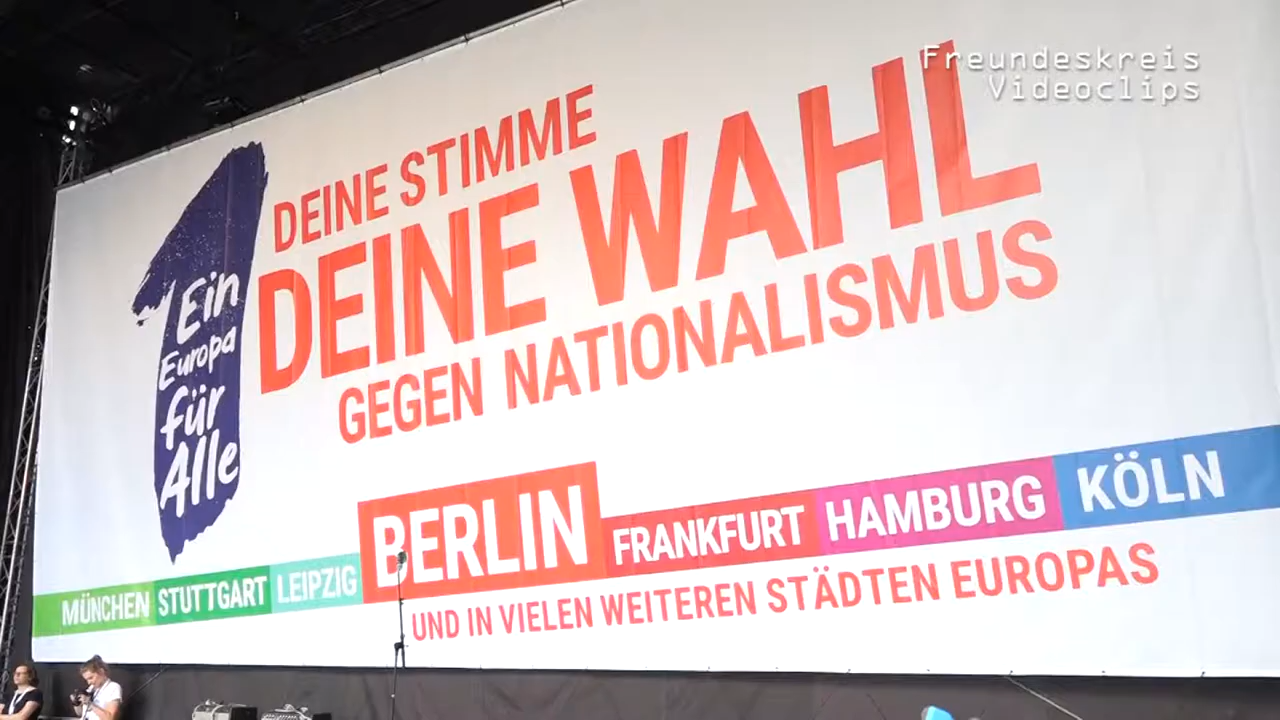 Freundeskreis
Videoclips
DEINE STIMME
DEINE WAHL
GEGEN NATIONALISMUS
1
Ein
Europa
für
Alle
MÜNCHEN STUTTGART LEIPZIG BERLIN FRANKFURT HAMBURG KÖLN
UND IN VIELEN WEITEREN STÄDTEN EUROPAS